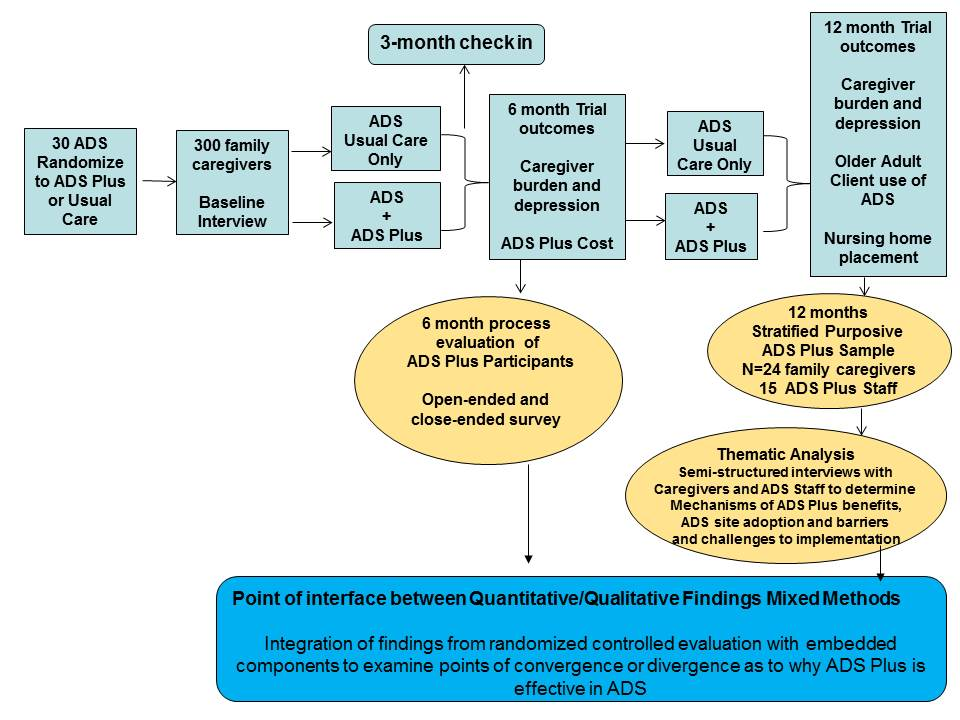 3-month check in
30 ADS
Randomize
to ADS Plus
or Usual
Care
300 family
caregivers
Baseline
Interview
ADS
Usual Care
Only
ADS
+
ADS Plus
6 month Trial
outcomes
Caregiver
burden and
depression
ADS Plus Cost
ADS
Usual
Care Only
ADS
+
ADS Plus
12 month Trial
outcomes
Caregiver
burden and
depression
Older Adult
Client use of
ADS
Nursing home
placement
6 month process
evaluation of
ADS Plus Participants
Open-ended and
close-ended survey
12 months
Stratified Purposive
ADS Plus Sample
N=24 family caregivers
15 ADS Plus Staff
Thematic Analysis
Semi-structured interviews with
Caregivers and ADS Staff to determine
Mechanisms of ADS Plus benefits,
ADS site adoption and barriers
and challenges to implementation
Point of interface between Quantitative/Qualitative Findings Mixed Methods
Integration of findings from randomized controlled evaluation with embedded
components to examine points of convergence or divergence as to why ADS Plus is
effective in ADS